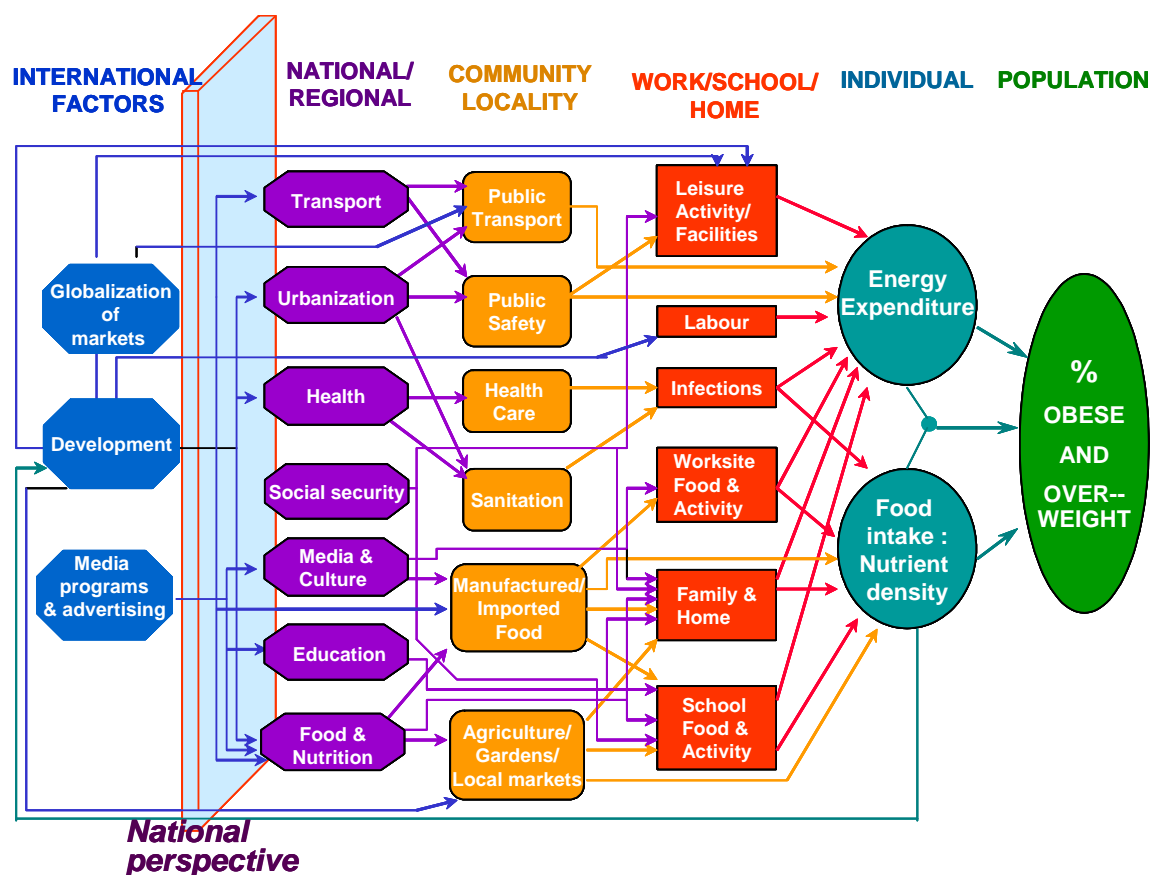 INTERNATIONAL
FACTORS
NATIONAL/
REGIONAL
COMMUNITY
LOCALITY
WORK/SCHOOL/
HOME
INDIVIDUAL
POPULATION
Globalization
of
markets
Development
Media
programs
& advertising
Transport
Urbanization
Health
Social security
Media &
Culture
Education
Food &
Nutrition
Public
Transport
Public
Safety
Health
Care
Sanitation
Manufactured/
Imported
Food
Agriculture/
Gardens/
Local markets
Leisure
Activity/
Facilities
Labour
Infections
Worksite
Food &
Activity
Family &
Home
School
Food &
Activity
Energy
Expenditure
Food
intake :
Nutrient
density
%
OBESE
AND
OVER--
WEIGHT
National
perspective